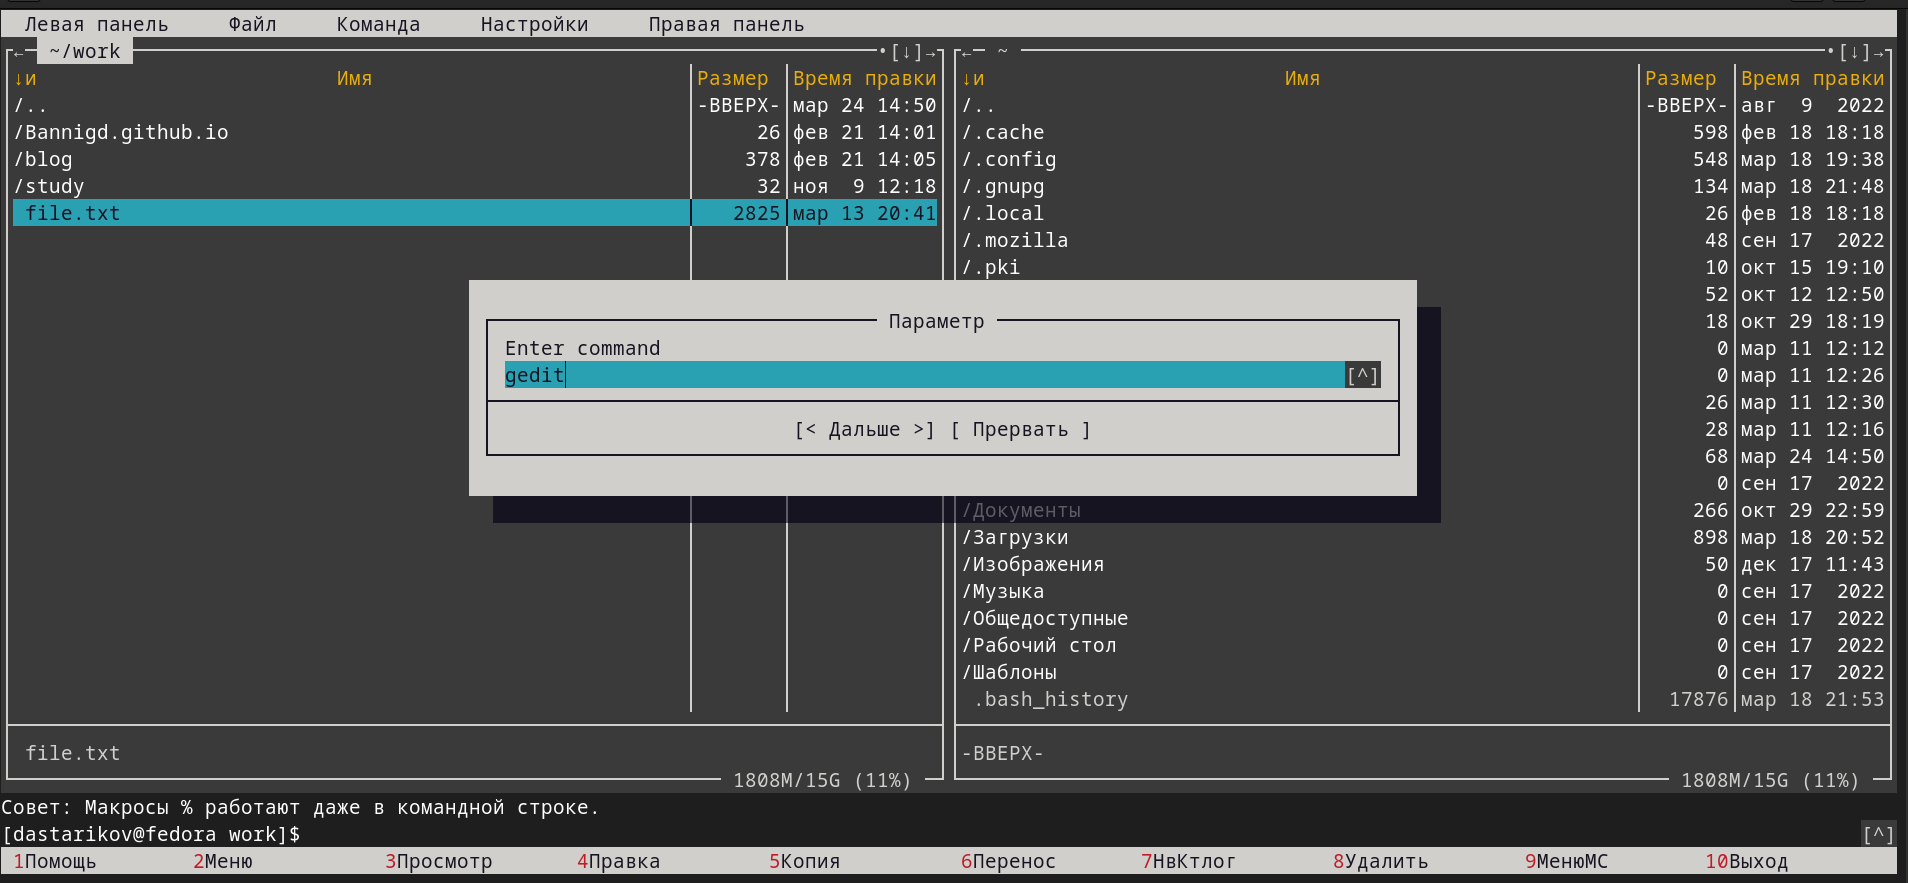 Левая панель Файл Команда Настройки Правая панель
← ~/work •[↓]→ ← ~ •[↓]→
↓и Имя Размер Время правки ↓и Имя Размер Время правки
/.. -ВВЕРХ- мар 24 14:50 /.. -ВВЕРХ- авг 9 2022
/Bannigd.github.io 26 фев 21 14:01 /.cache 598 фев 18 18:18
/blog 378 фев 21 14:05 /.config 548 мар 18 19:38
/study 32 ноя 9 12:18 /.gnupg 134 мар 18 21:48
file.txt 2825 мар 13 20:41 /.local 26 фев 18 18:18
/.mozilla 48 сен 17 2022
/.pki 10 окт 15 19:10
52 окт 12 12:50
Параметр 18 окт 29 18:19
Enter command 0 мар 11 12:12
gedit [^] 0 мар 11 12:26
26 мар 11 12:30
[< Дальше >] [ Прервать ] 28 мар 11 12:16
68 мар 24 14:50
0 сен 17 2022
/Документы 266 окт 29 22:59
/Загрузки 898 мар 18 20:52
/Изображения 50 дек 17 11:43
/Музыка 0 сен 17 2022
/Общедоступные 0 сен 17 2022
/Рабочий стол 0 сен 17 2022
/Шаблоны 0 сен 17 2022
.bash_history 17876 мар 18 21:53
file.txt -ВВЕРХ-
1808M/15G (11%) 1808M/15G (11%)
Совет: Макросы % работают даже в командной строке.
[dastarikov@fedora work]$ [^]
1Помощь 2Меню 3Просмотр 4Правка 5Копия 6Перенос 7НвКтлог 8Удалить 9МенюМС 10Выход